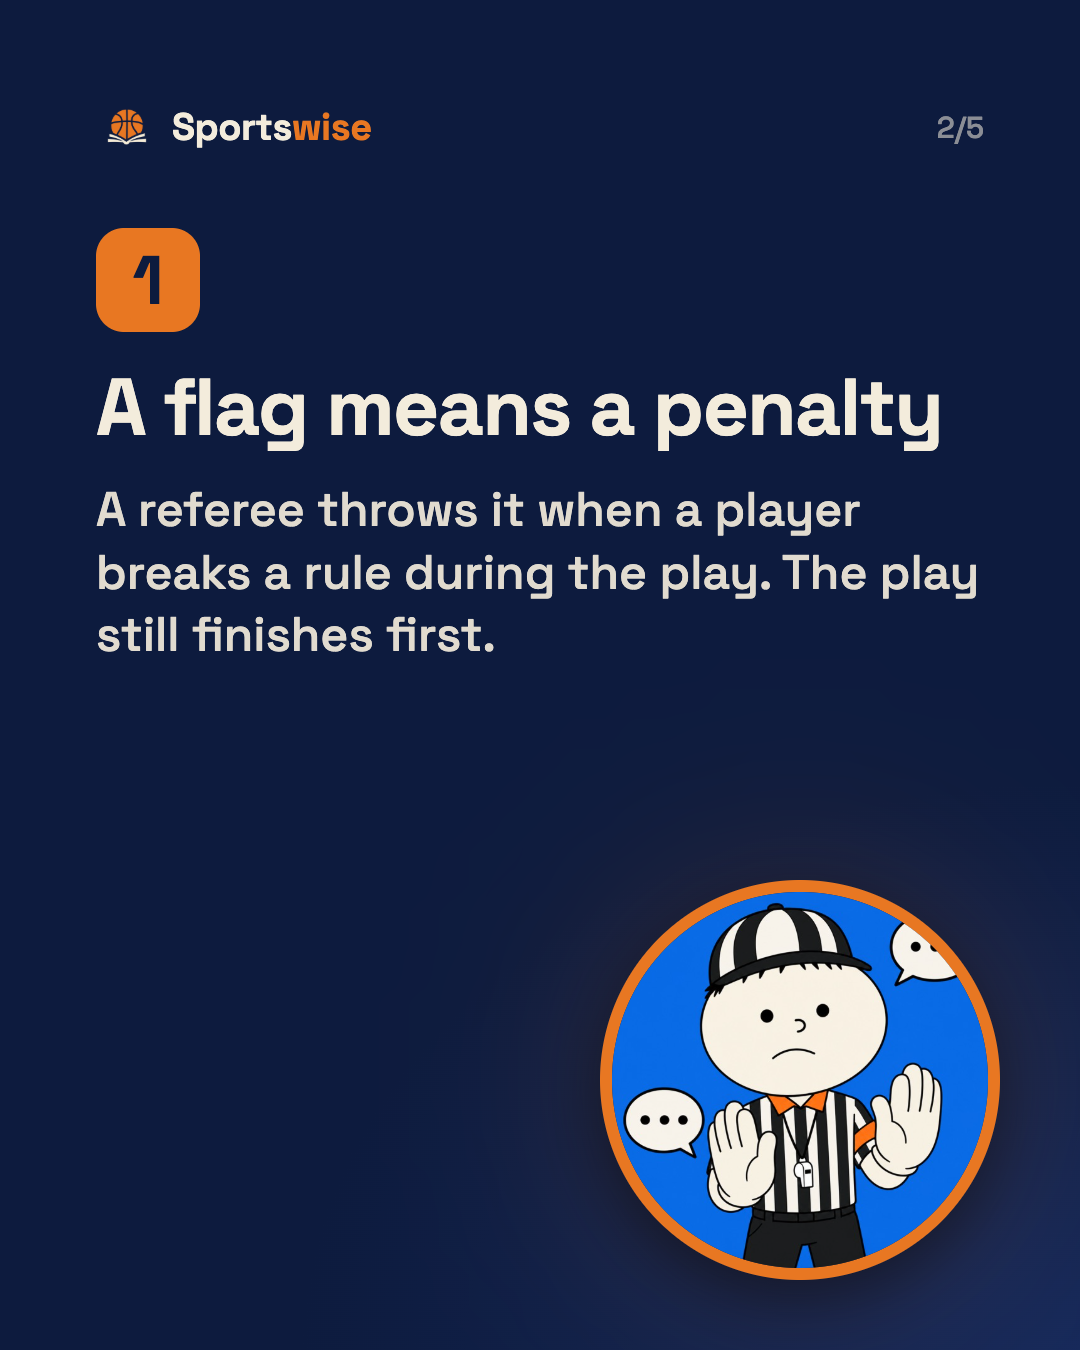 Sportswise
2/5
1
A flag means a penalty
A referee throws it when a player
breaks a rule during the play. The play
still finishes first.